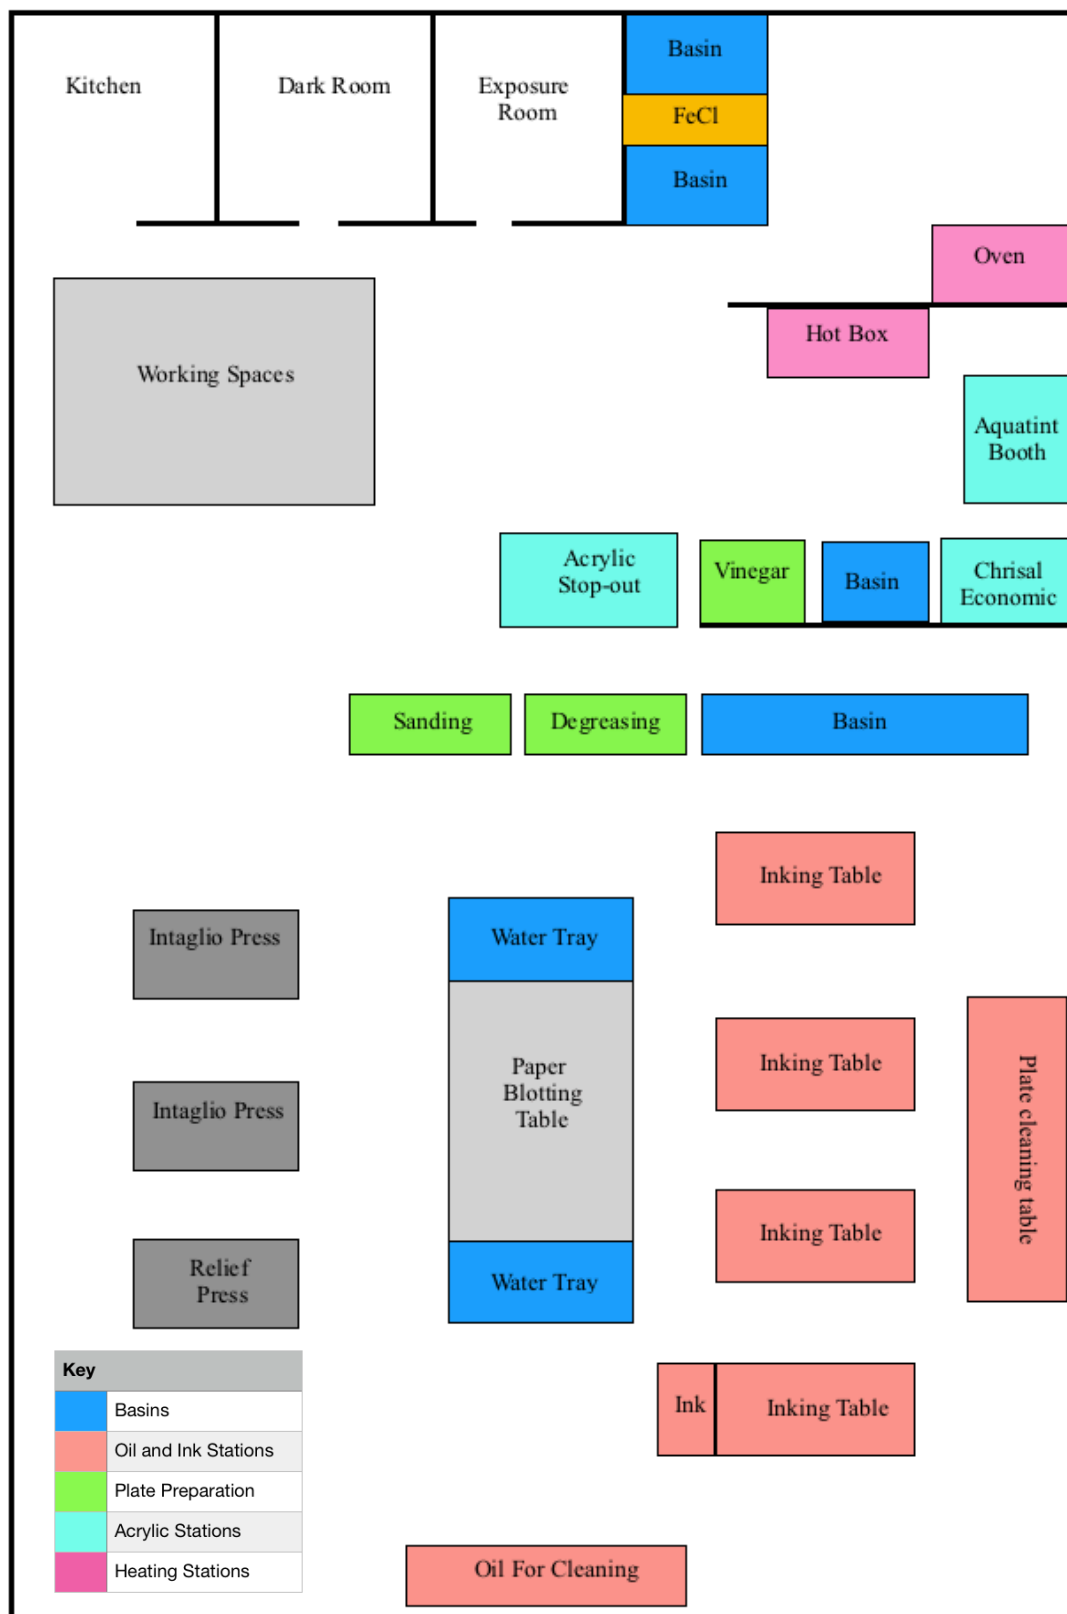 Kitchen
Dark Room
Exposure
Room
Basin
FeCl
Basin
Oven
Hot Box
Working Spaces
Aquatint
Booth
Acrylic
Stop-out
Vinegar
Basin
Chrisal
Economic
Sanding
Degreasing
Basin
Inking Table
Intaglio Press
Water Tray
Inking Table
Paper
Blotting
Table
Plate cleaning table
Intaglio Press
Inking Table
Relief
Press
Water Tray
Ink
Inking Table
Key
Basins
Oil and Ink Stations
Plate Preparation
Acrylic Stations
Heating Stations
Oil For Cleaning